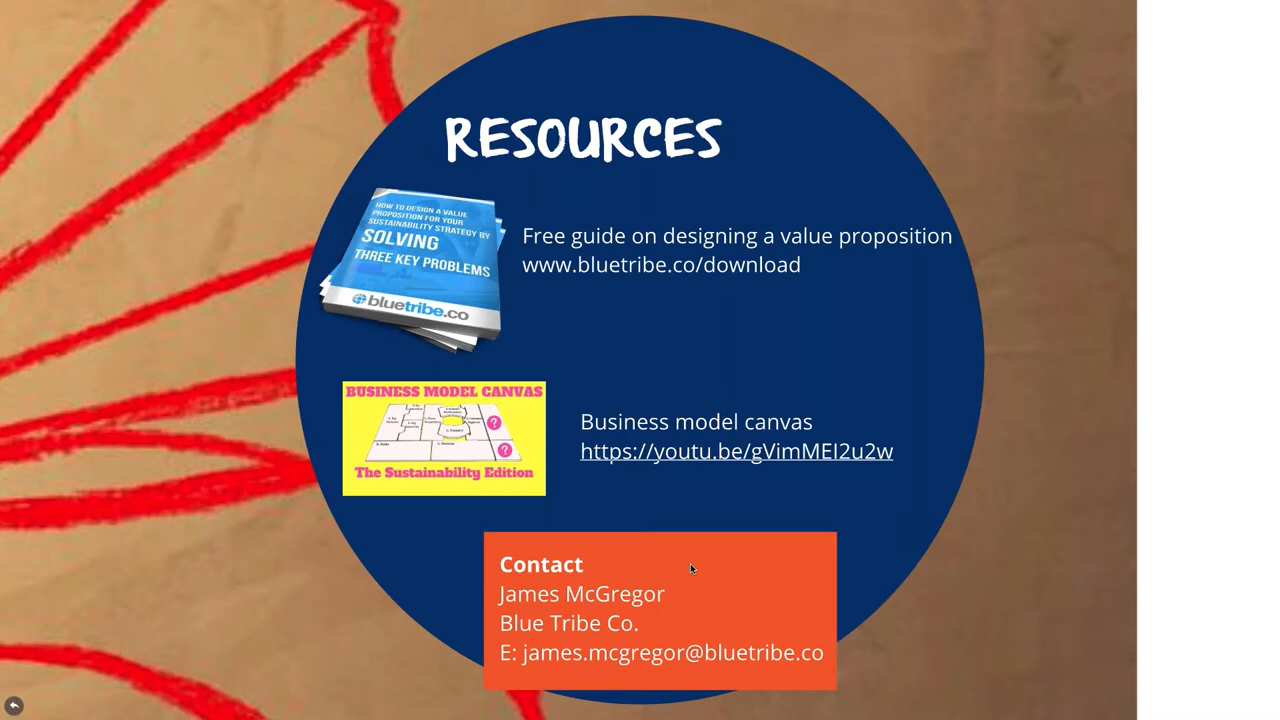 RESOURCES
HOW TO DESIGN A VALUE
PROPOSITION FOR YOUR
SUSTAINABILITY STRATEGY BY
SOLVING
THREE KEY PROBLEMS
bluetribe.co
Free guide on designing a value proposition
www.bluetribe.co/download
BUSINESS MODEL CANVAS
? 
?
The Sustainability Edition
Business model canvas
https://youtu.be/gVimMEI2u2w
Contact
James McGregor
Blue Tribe Co.
E: james.mcgregor@bluetribe.co